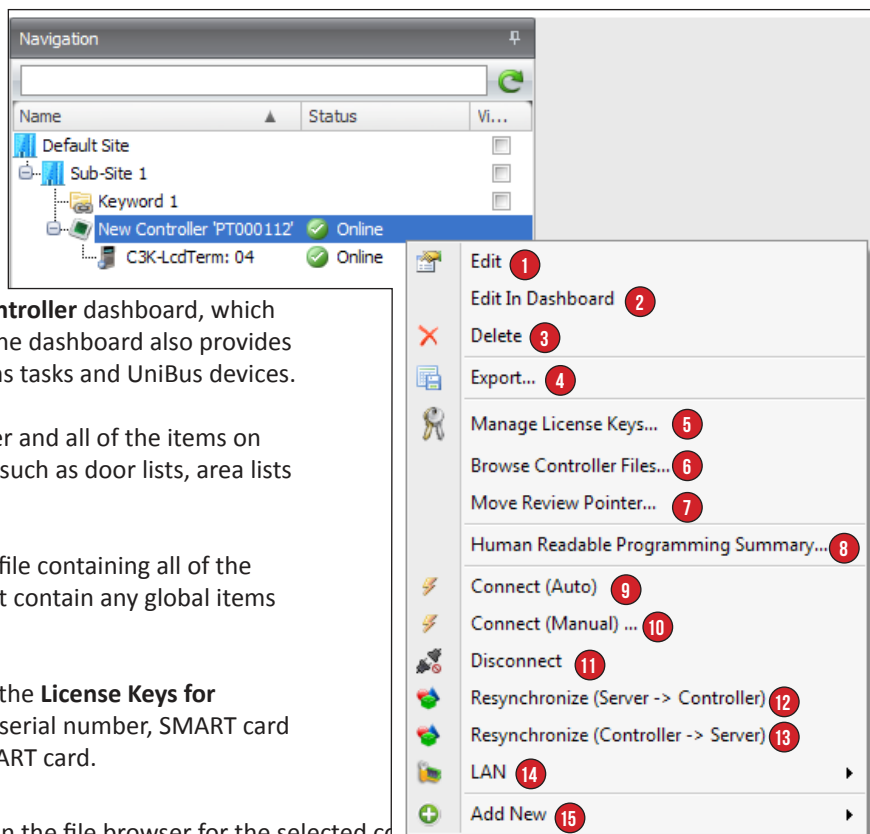 Navigation
Name Status Vi...
Default Site
Sub-Site 1
Keyword 1
New Controller 'PT000112' Online
C3K-LcdTerm: 04 Online
ntroller dashboard, which
ne dashboard also provides
as tasks and UniBus devices.
er and all of the items on
such as door lists, area lists
file containing all of the
t contain any global items
the License Keys for
serial number, SMART card
ART card.
n the file browser for the selected co
Edit 1
Edit In Dashboard 2
Delete 3
Export... 4
Manage License Keys... 5
Browse Controller Files... 6
Move Review Pointer... 7
Human Readable Programming Summary... 8
Connect (Auto) 9
Connect (Manual) ... 10
Disconnect 11
Resynchronize (Server -> Controller) 12
Resynchronize (Controller -> Server) 13
LAN 14
Add New 15